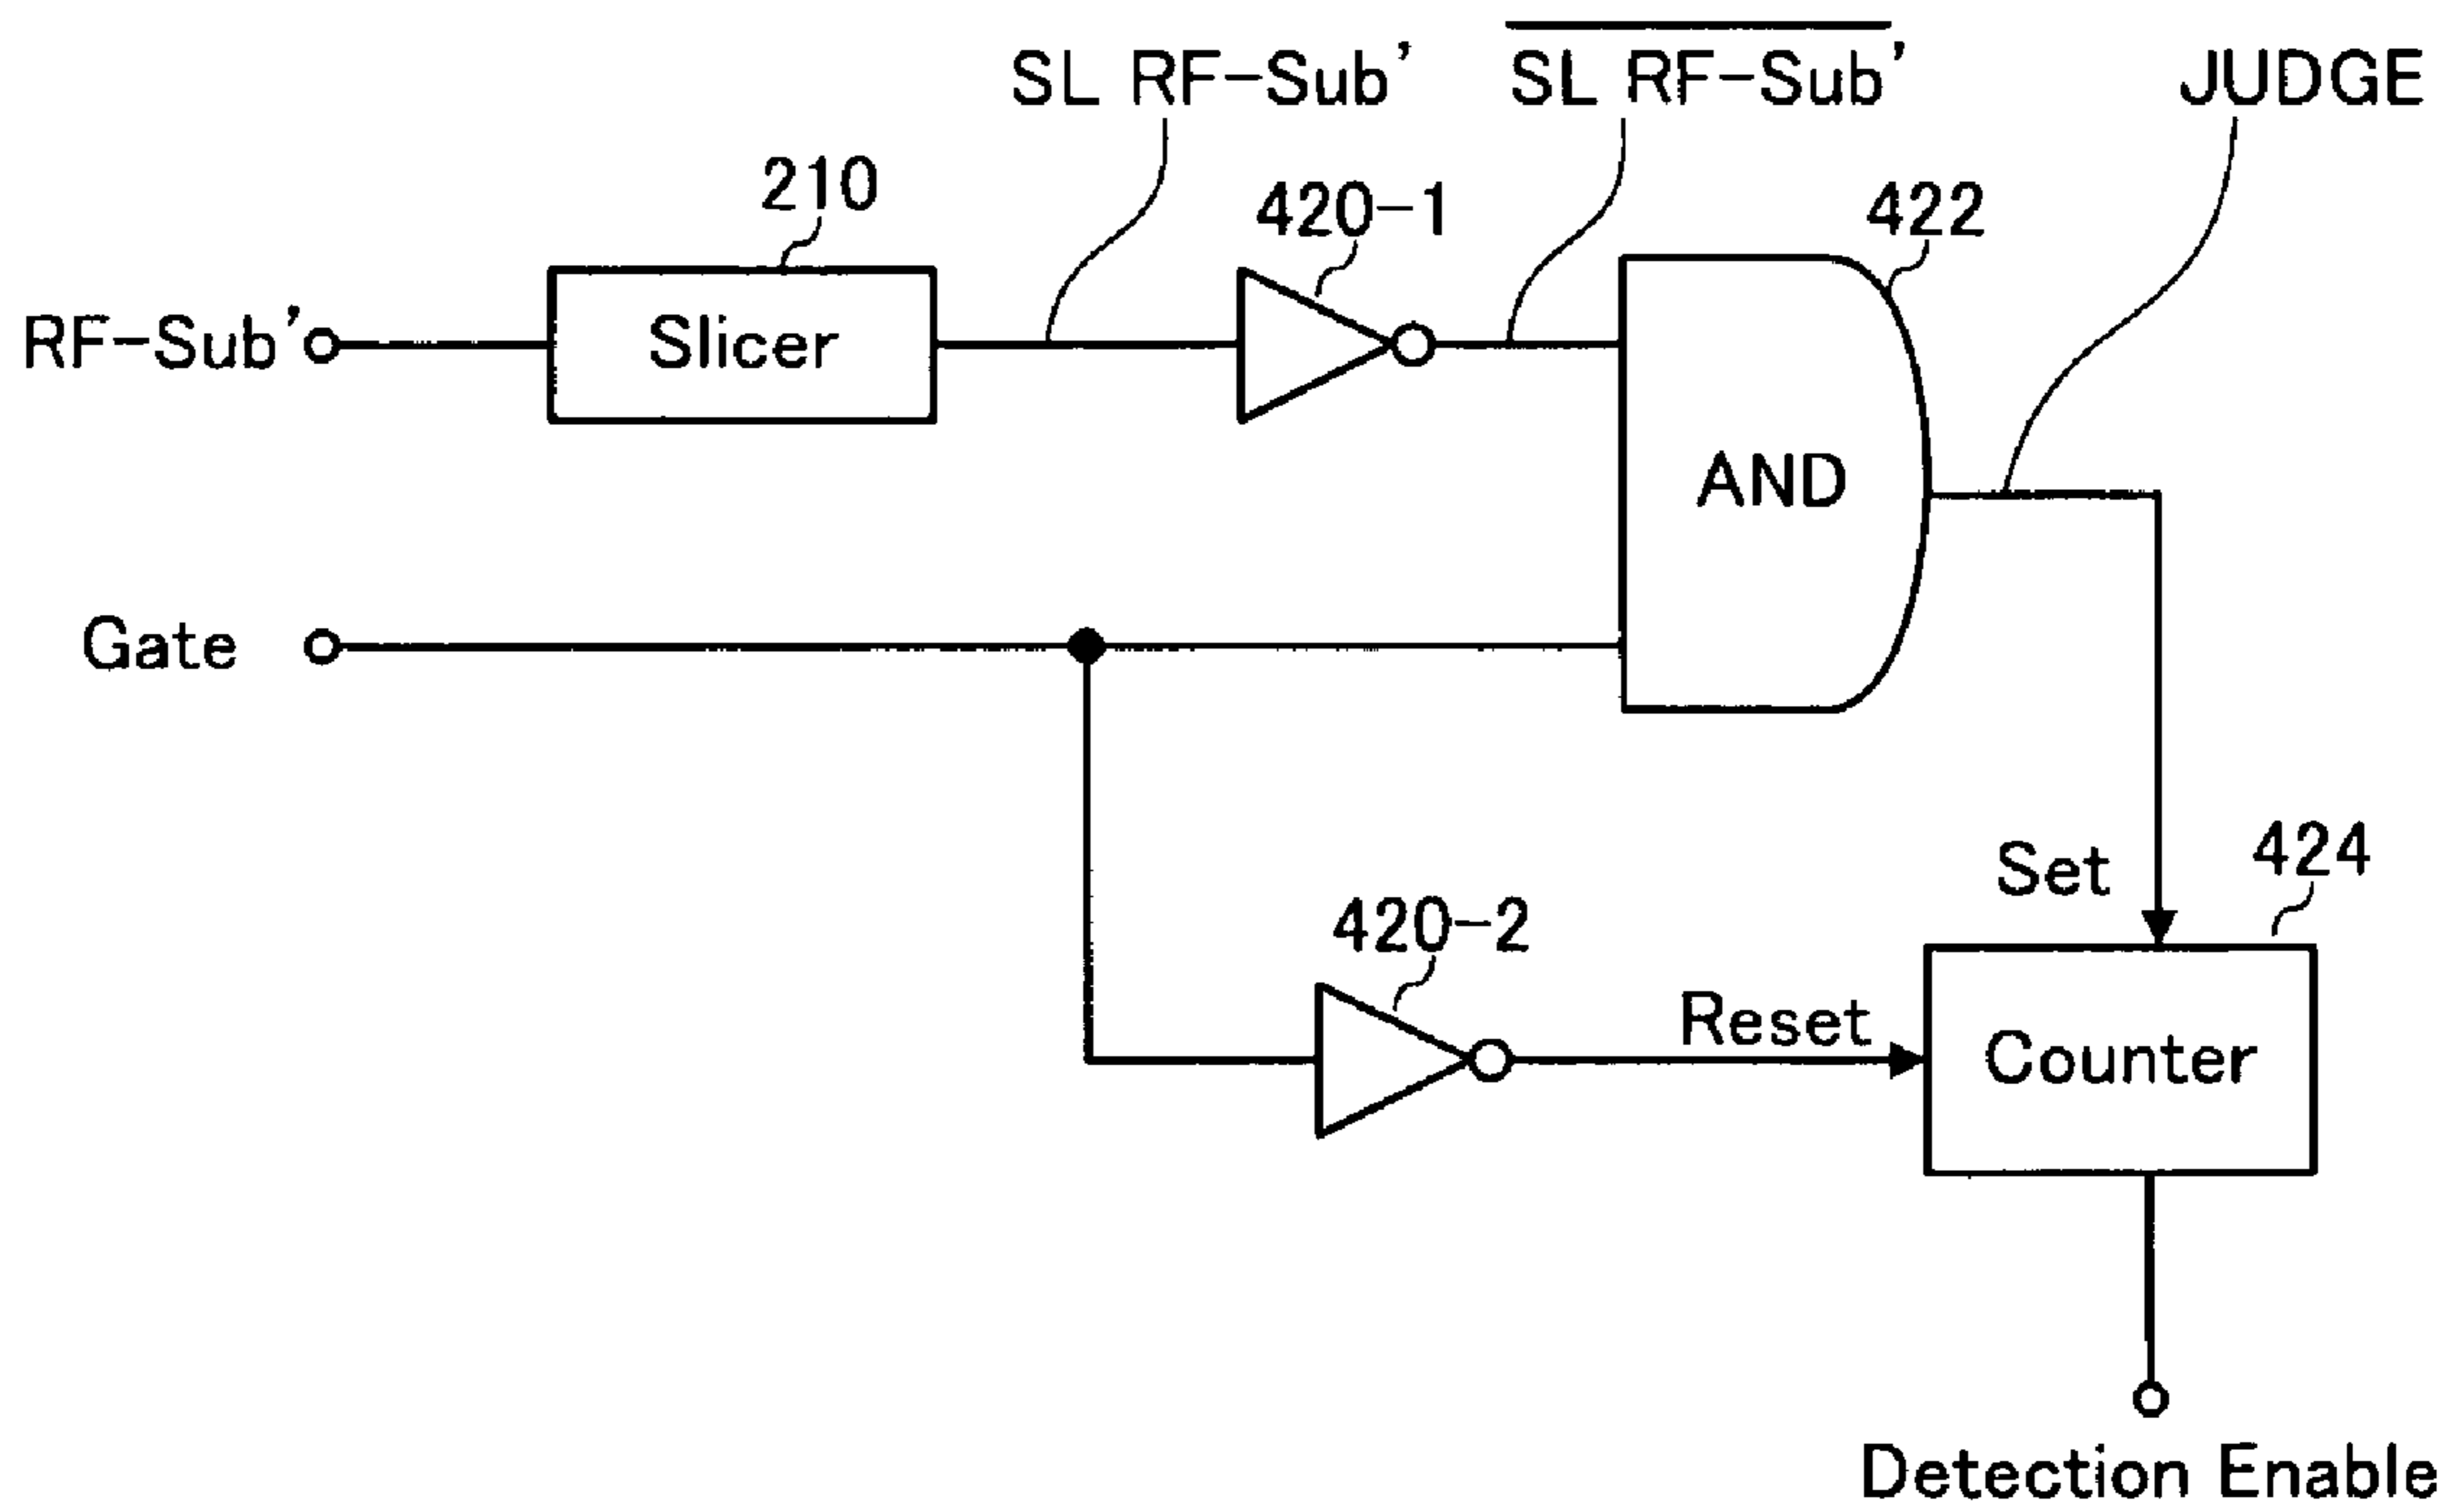 SL RF-Sub'
SL RF-Sub'
JUDGE
210
420-1
422
RF-Sub'
Slicer
AND
Gate
Set
424
420-2
Reset
Counter
Detection Enable